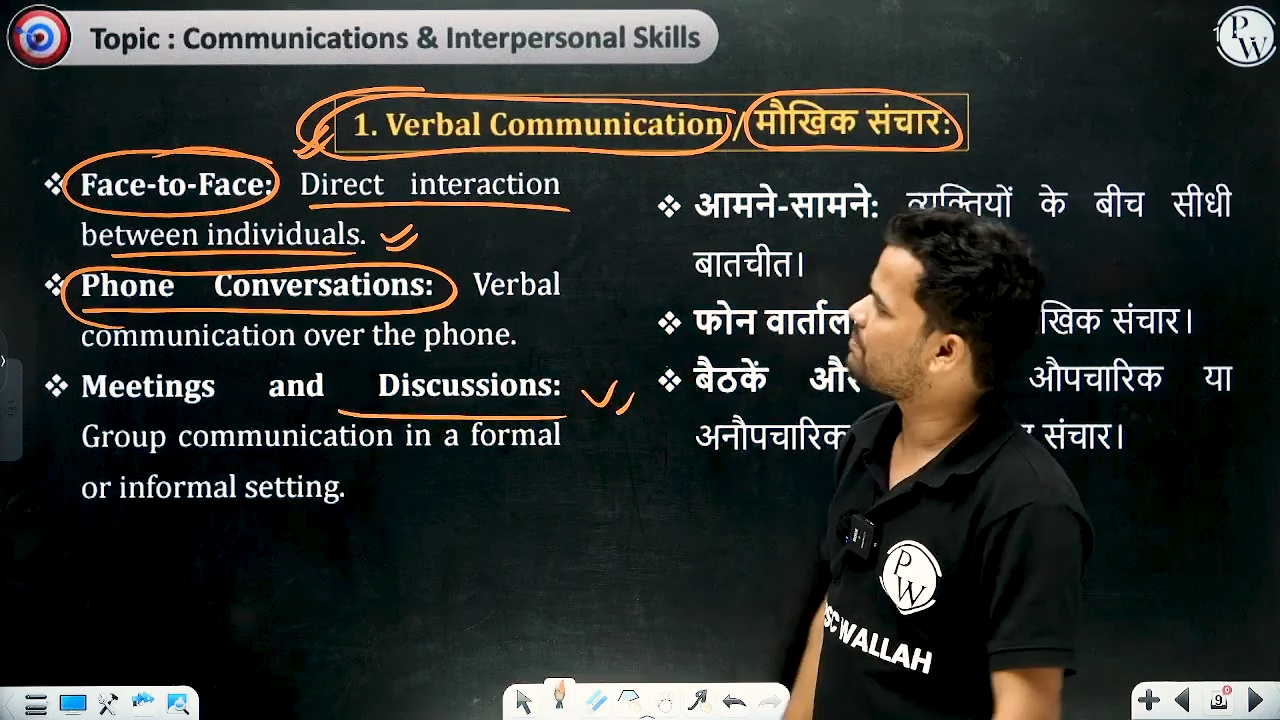 Topic : Communications & Interpersonal Skills
PW
1. Verbal Communication / मौखिक संचार:
❖ Face-to-Face: Direct interaction
between individuals.
❖ Phone Conversations: Verbal
communication over the phone.
❖ Meetings and Discussions:
Group communication in a formal
or informal setting.
❖ आमने-सामने: व्यक्तियों के बीच सीधी
बातचीत।
❖ फोन संचार।
❖ बैठकें औपचारिक या
अनौपचारिक संचार।
PW
WALLAH
9